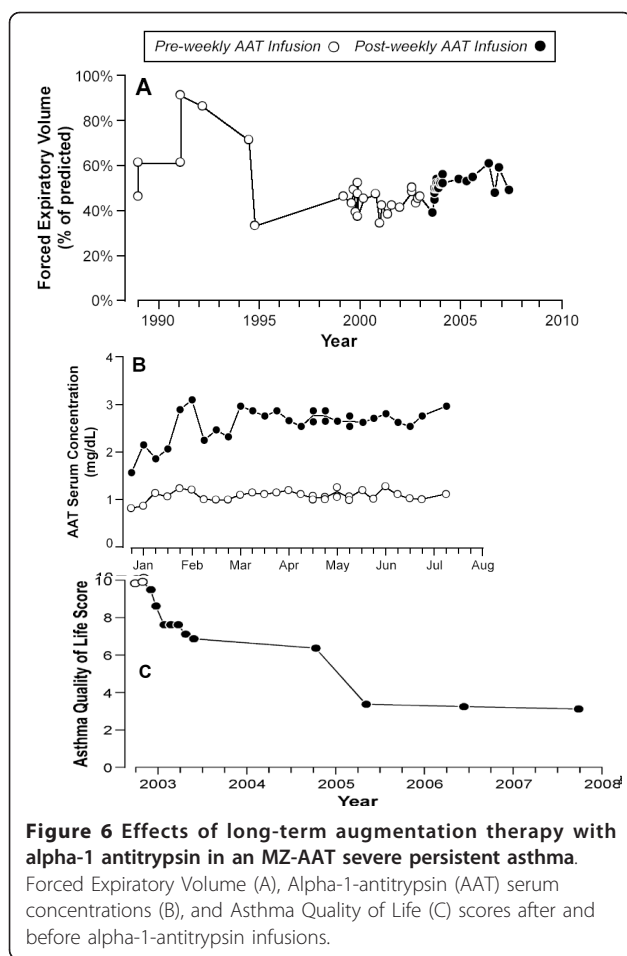 Pre-weekly AAT Infusion Post-weekly AAT Infusion
A
Forced Expiratory Volume
(% of predicted)
100%
80%
60%
40%
20%
0%
1990 1995 2000 2005 2010
Year
B
AAT Serum Concentration
(mg/dL)
4
3
2
1
0
Jan Feb Mar Apr May Jun Jul Aug
C
Asthma Quality of Life Score
10
8
6
4
2
0
2003 2004 2005 2006 2007 2008
Year
Figure 6 Effects of long-term augmentation therapy with
alpha-1 antitrypsin in an MZ-AAT severe persistent asthma.
Forced Expiratory Volume (A), Alpha-1-antitrypsin (AAT) serum
concentrations (B), and Asthma Quality of Life (C) scores after and
before alpha-1-antitrypsin infusions.